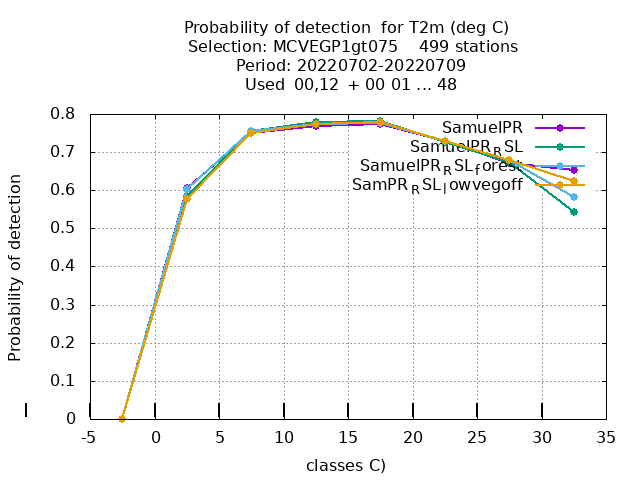 Probability of detection for T2m (deg C)
Selection: MCVEGP1gt075 499 stations
Period: 20220702-20220709
Used 00,12 + 00 01 ... 48
Probability of detection
0.8
0.7
0.6
0.5
0.4
0.3
0.2
0.1
0
SamuelPR
SamuelPR_RSL
SamuelPR_RSL_forest
SamPR_RSL_lowvegoff
-5 0 5 10 15 20 25 30 35
classes C)